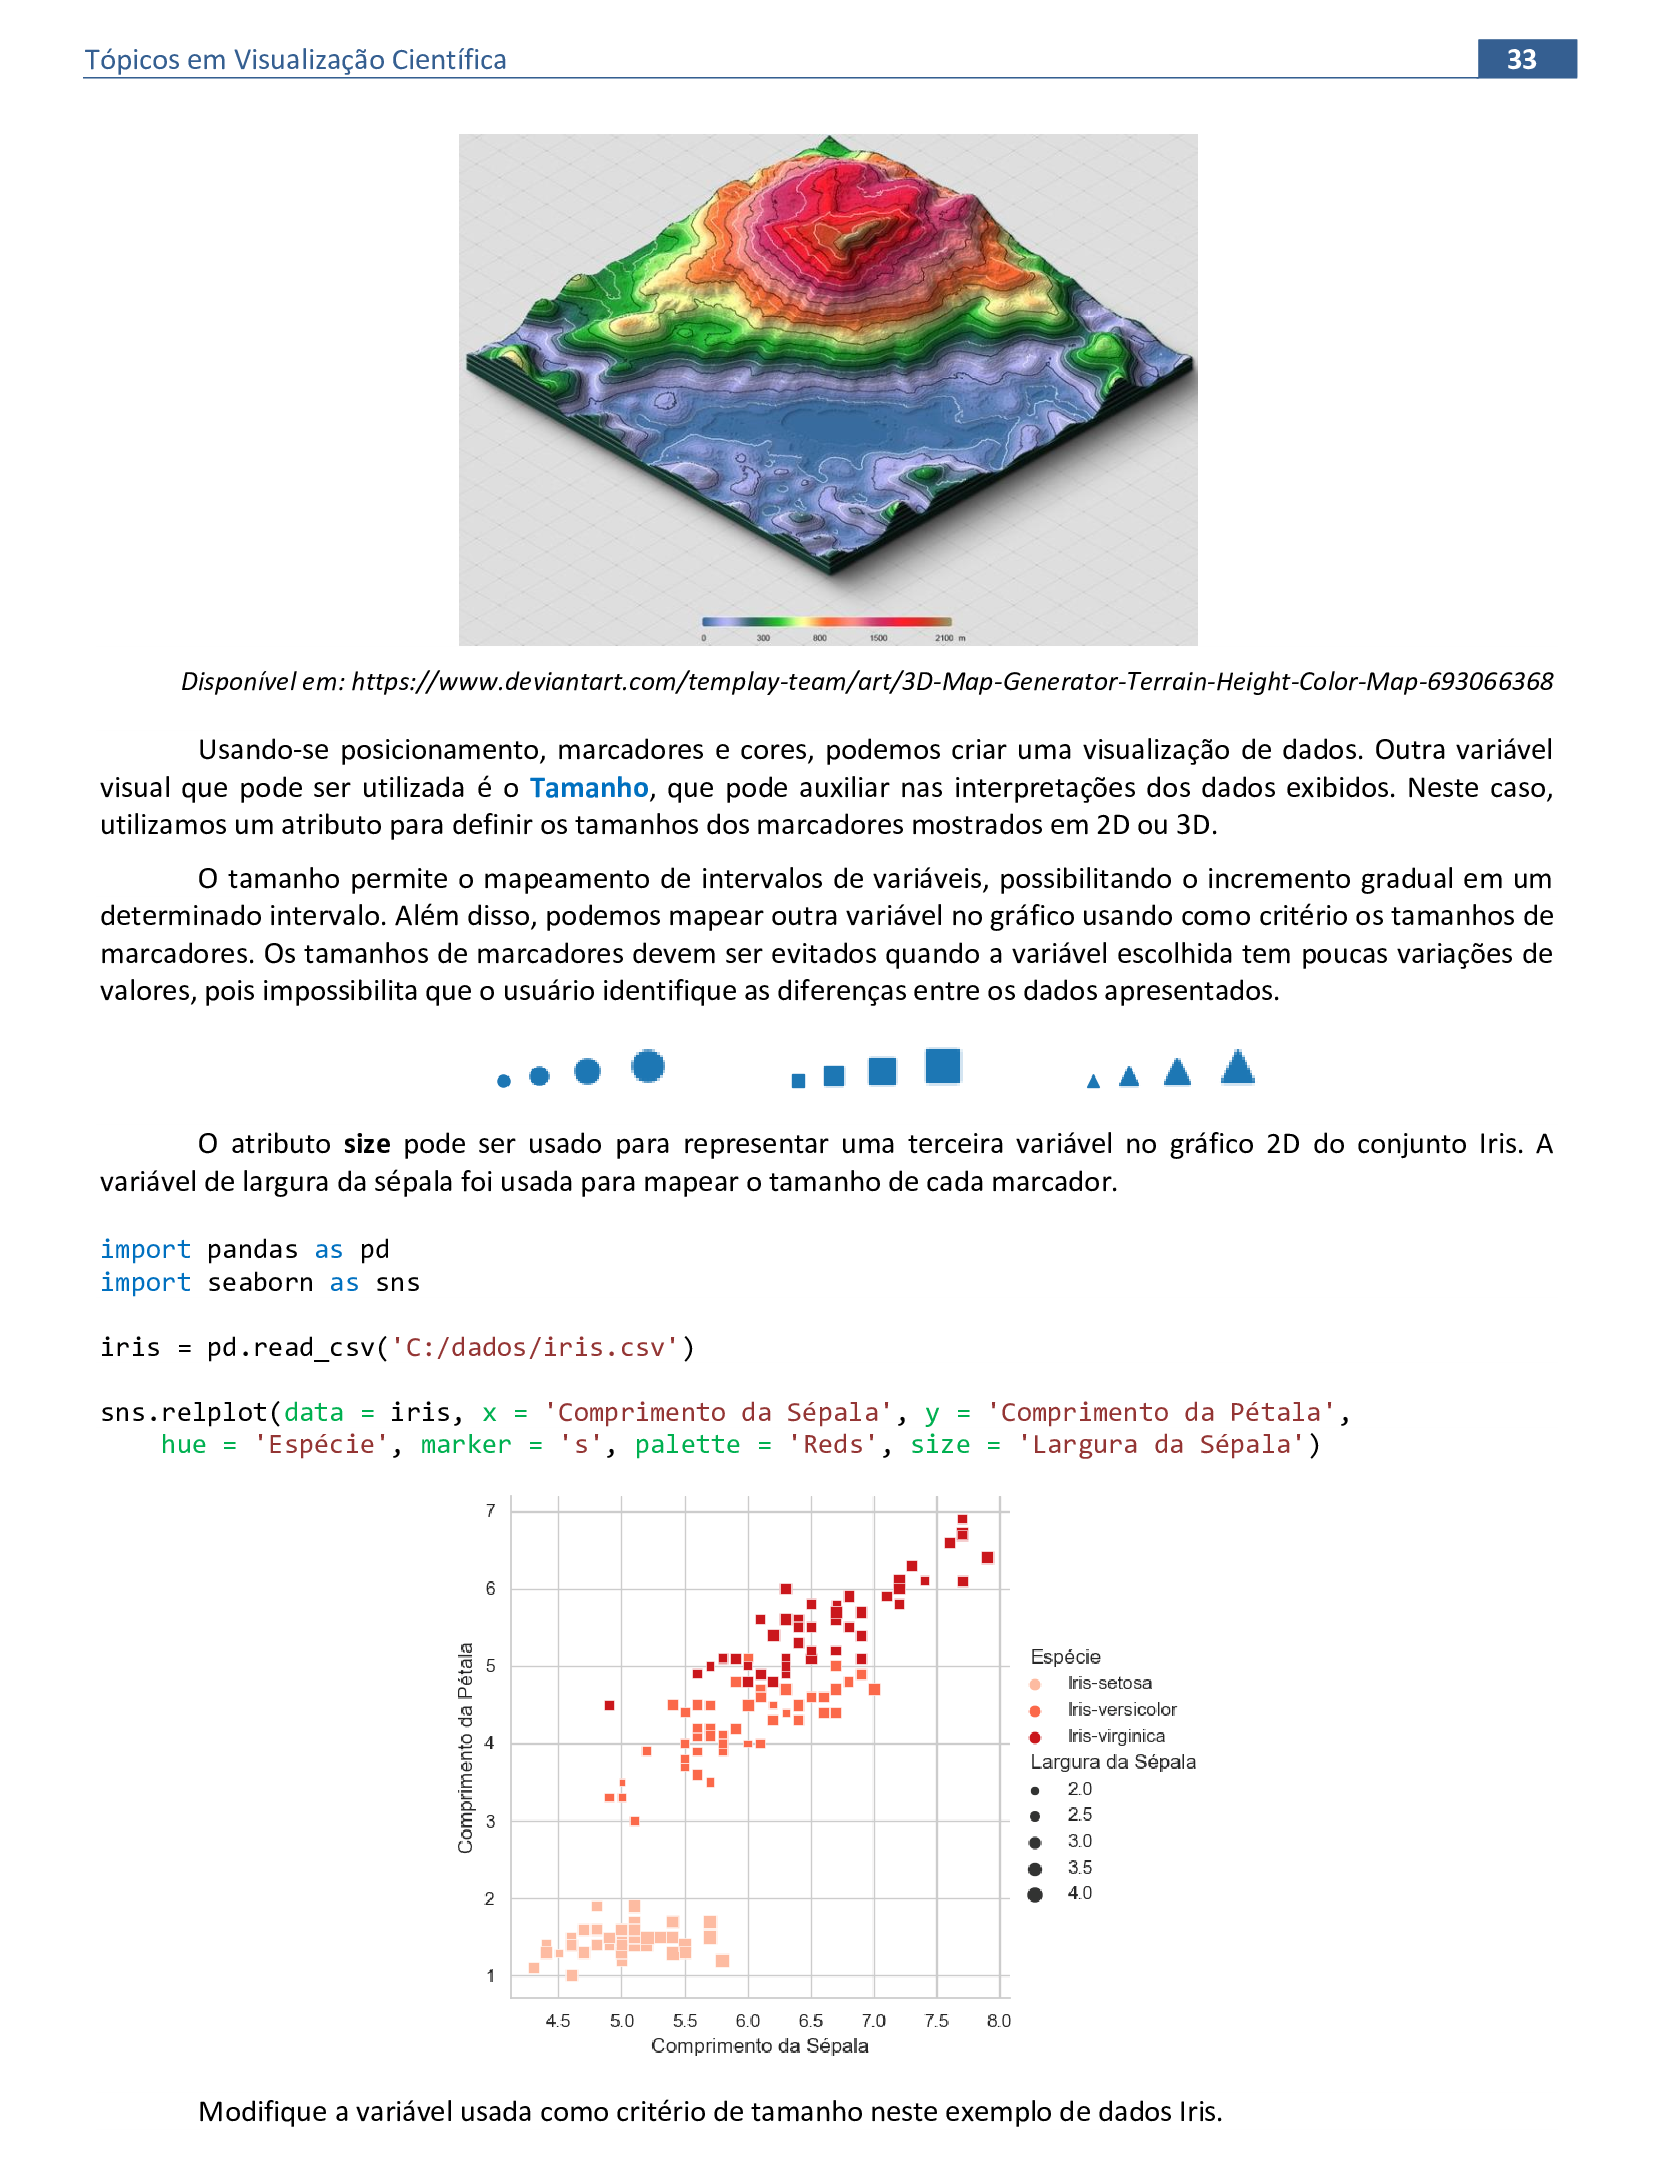 Tópicos em Visualização Científica 33
0 300 800 1500 2100 m
Disponível em: https://www.deviantart.com/templay-team/art/3D-Map-Generator-Terrain-Height-Color-Map-693066368
Usando-se posicionamento, marcadores e cores, podemos criar uma visualização de dados. Outra variável
visual que pode ser utilizada é o Tamanho, que pode auxiliar nas interpretações dos dados exibidos. Neste caso,
utilizamos um atributo para definir os tamanhos dos marcadores mostrados em 2D ou 3D.
O tamanho permite o mapeamento de intervalos de variáveis, possibilitando o incremento gradual em um
determinado intervalo. Além disso, podemos mapear outra variável no gráfico usando como critério os tamanhos de
marcadores. Os tamanhos de marcadores devem ser evitados quando a variável escolhida tem poucas variações de
valores, pois impossibilita que o usuário identifique as diferenças entre os dados apresentados.
O atributo size pode ser usado para representar uma terceira variável no gráfico 2D do conjunto Iris. A
variável de largura da sépala foi usada para mapear o tamanho de cada marcador.
import pandas as pd
import seaborn as sns
iris = pd.read_csv('C:/dados/iris.csv')
sns.relplot(data = iris, x = 'Comprimento da Sépala', y = 'Comprimento da Pétala',
hue = 'Espécie', marker = 's', palette = 'Reds', size = 'Largura da Sépala')
Comprimento da Pétala
7
6
5
4
3
2
1
4.5 5.0 5.5 6.0 6.5 7.0 7.5 8.0
Comprimento da Sépala
Espécie
Iris-setosa
Iris-versicolor
Iris-virginica
Largura da Sépala
2.0
2.5
3.0
3.5
4.0
Modifique a variável usada como critério de tamanho neste exemplo de dados Iris.